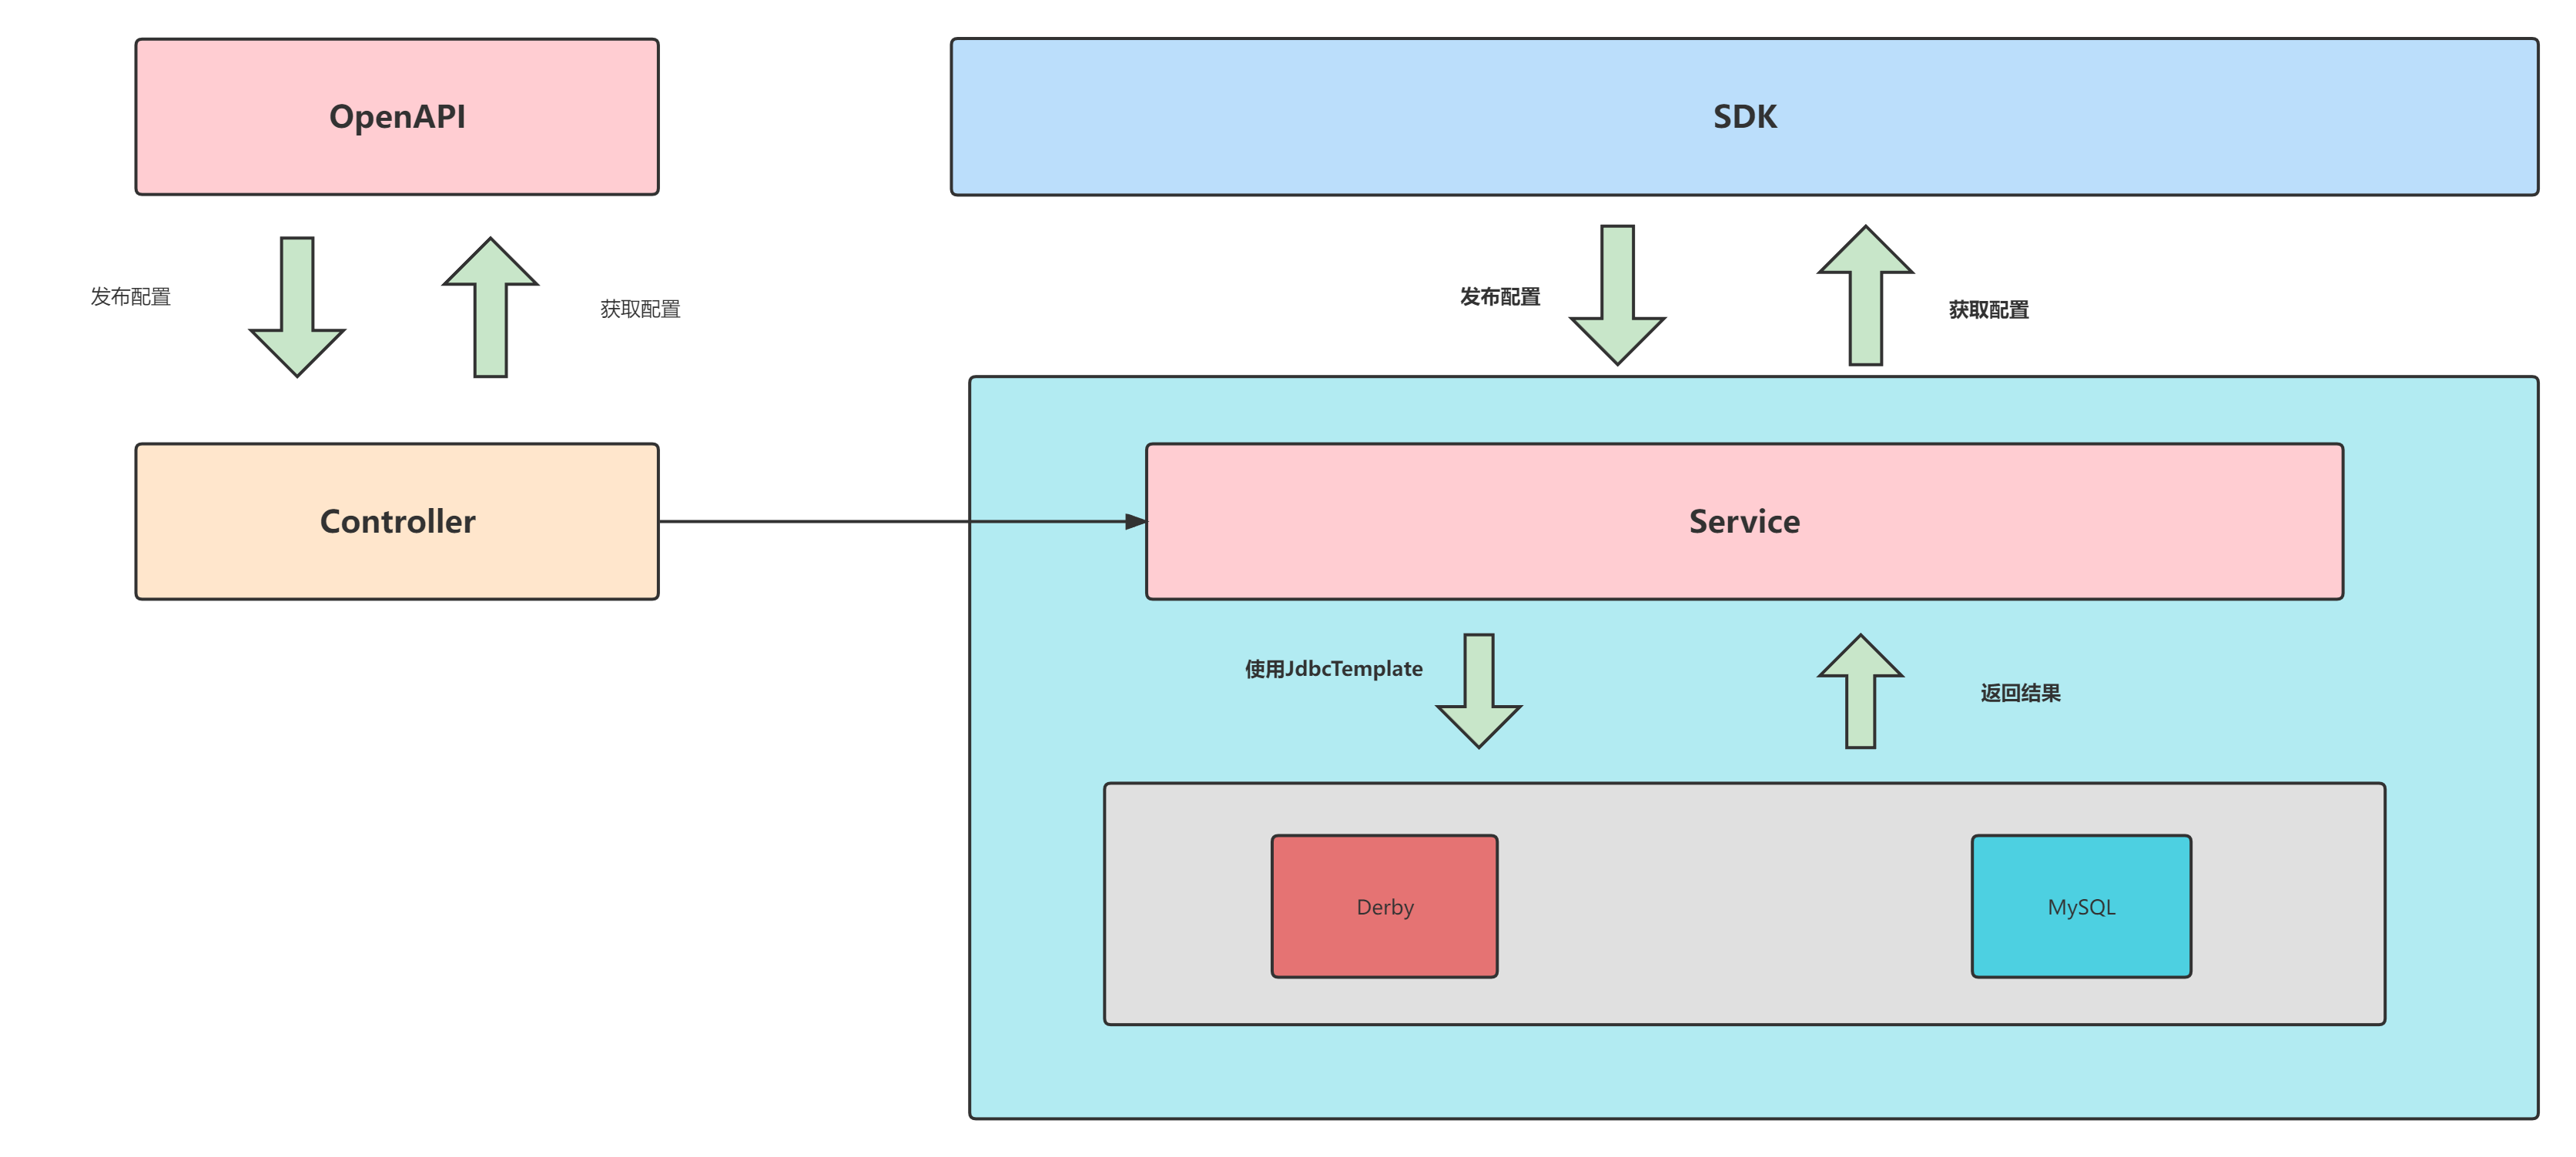 OpenAPI
SDK
发布配置
获取配置
发布配置
获取配置
Controller
Service
使用JdbcTemplate
返回结果
Derby
MySQL